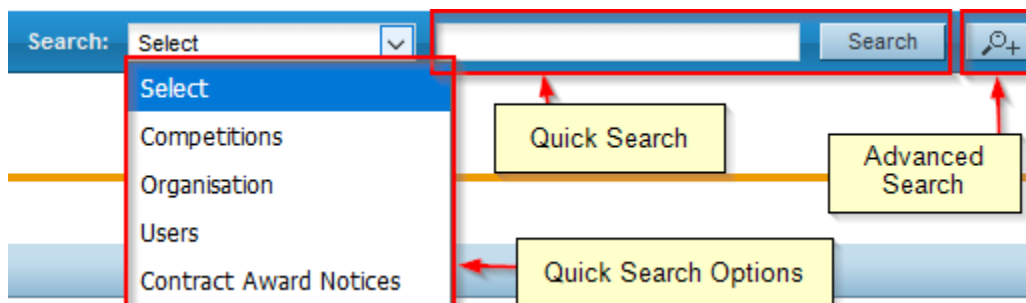 Search: Select Search
Select
Competitions
Organisation
Users
Contract Award Notices
Quick Search
Advanced
Search
Quick Search Options